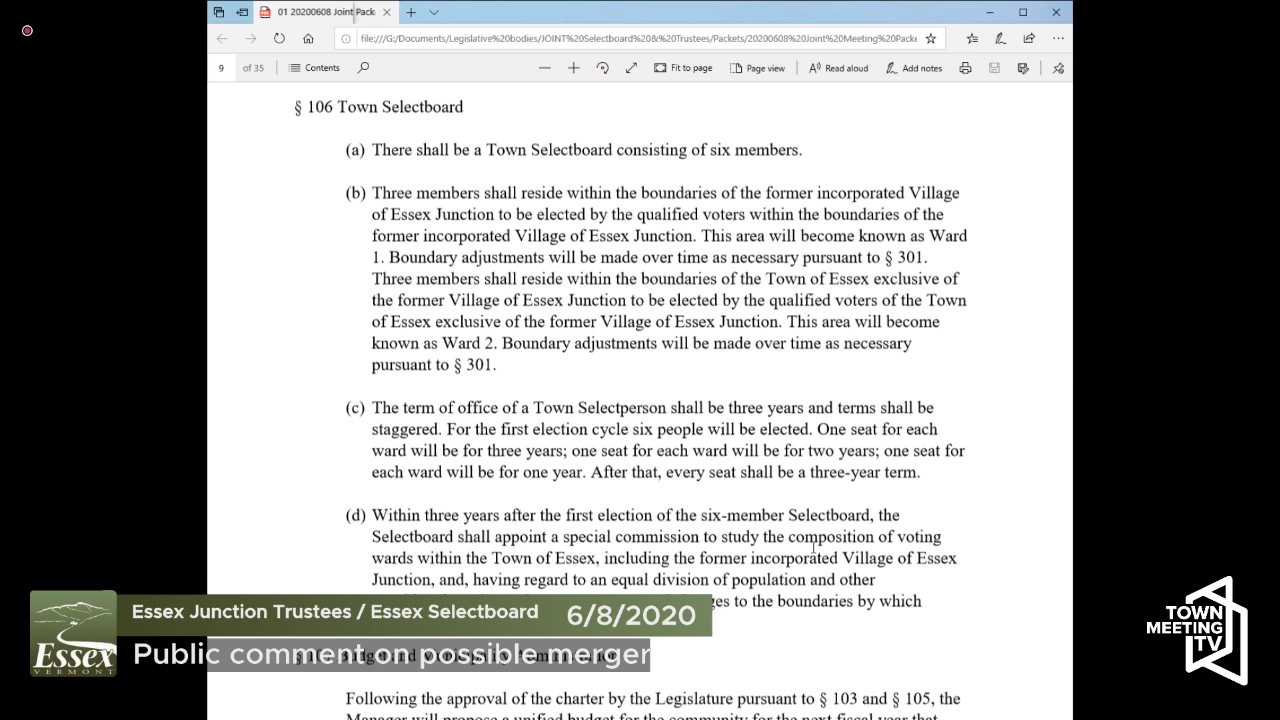 01 20200608 Joint Pack
file:///G:/Documents/Legislative%20bodies/JOINT%20Selectboard%20&%20Trustees/Packets/20200608%20Joint%20Meeting%20Packe
9 of 35 Contents Fit to page Page view Read aloud Add notes
§ 106 Town Selectboard
(a) There shall be a Town Selectboard consisting of six members.
(b) Three members shall reside within the boundaries of the former incorporated Village
of Essex Junction to be elected by the qualified voters within the boundaries of the
former incorporated Village of Essex Junction. This area will become known as Ward
1. Boundary adjustments will be made over time as necessary pursuant to § 301.
Three members shall reside within the boundaries of the Town of Essex exclusive of
the former Village of Essex Junction to be elected by the qualified voters of the Town
of Essex exclusive of the former Village of Essex Junction. This area will become
known as Ward 2. Boundary adjustments will be made over time as necessary
pursuant to § 301.
(c) The term of office of a Town Selectperson shall be three years and terms shall be
staggered. For the first election cycle six people will be elected. One seat for each
ward will be for three years; one seat for each ward will be for two years; one seat for
each ward will be for one year. After that, every seat shall be a three-year term.
(d) Within three years after the first election of the six-member Selectboard, the
Selectboard shall appoint a special commission to study the composition of voting
wards within the Town of Essex, including the former incorporated Village of Essex
Junction, and, having regard to an equal division of population and other
to the boundaries by which
Following the approval of the charter by the Legislature pursuant to § 103 and § 105, the
Manager will propose a unified budget for the community for the next fiscal year that
Essex Junction Trustees / Essex Selectboard 6/8/2020
Public comment on possible merger
Essex
VERMONT
TOWN
MEETING
TV